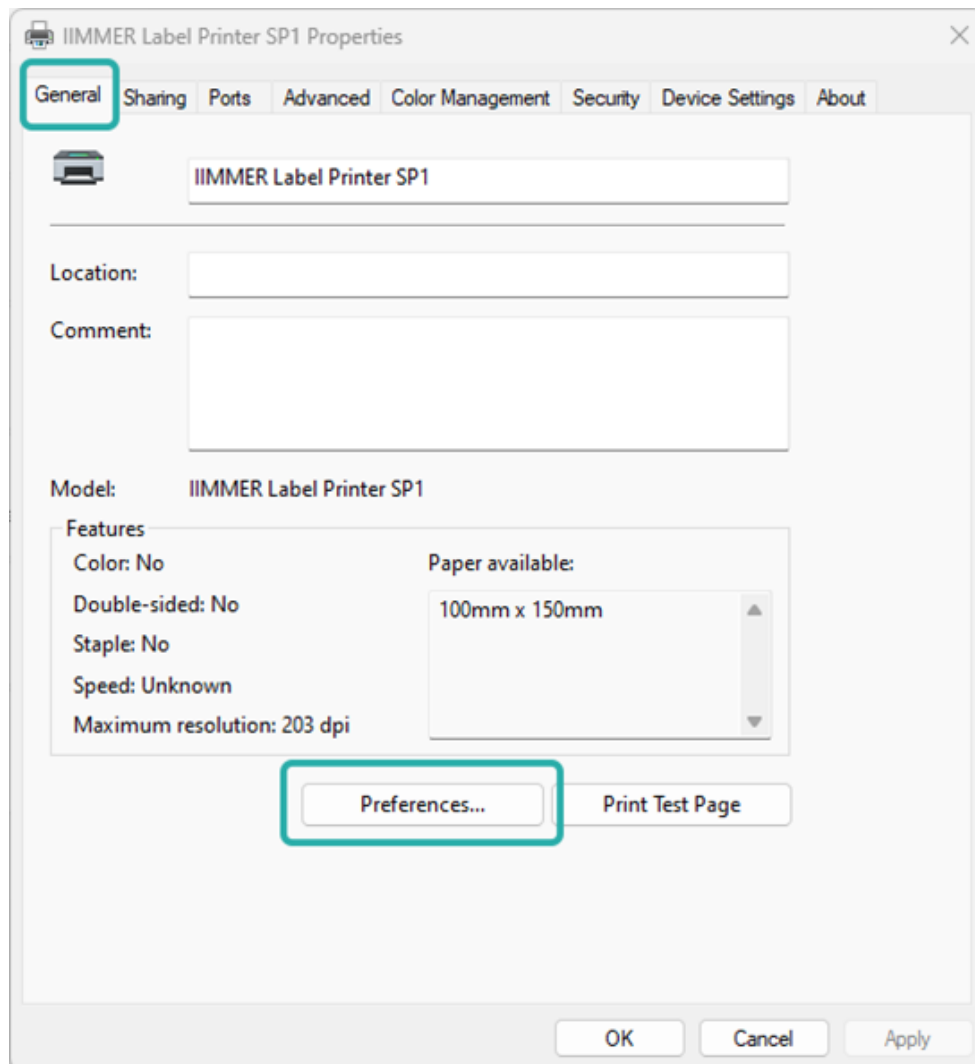 IIMMER Label Printer SP1 Properties
General Sharing Ports Advanced Color Management Security Device Settings About
IIMMER Label Printer SP1
Location:
Comment:
Model: IIMMER Label Printer SP1
Features
Color: No Paper available:
Double-sided: No 100mm x 150mm
Staple: No
Speed: Unknown
Maximum resolution: 203 dpi
Preferences... Print Test Page
OK Cancel Apply